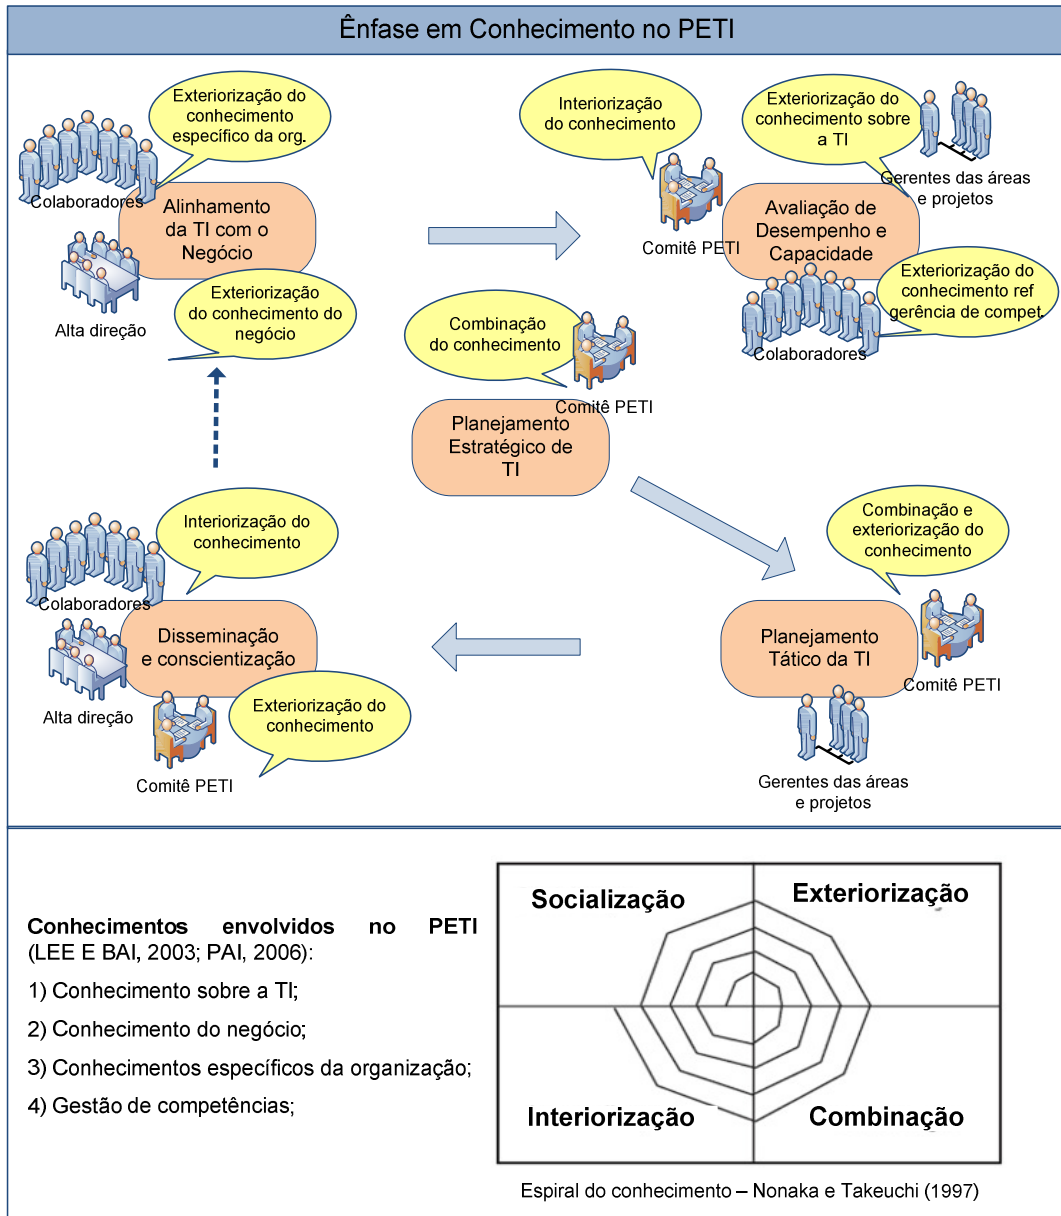 Ênfase em Conhecimento no PETI
Exteriorização do
conhecimento
específico da org.
Colaboradores
Alinhamento
da TI com o
Negócio
Alta direção
Exteriorização
do conhecimento do
negócio
Interiorização
do conhecimento
Comitê PETI
Exteriorização do
conhecimento sobre
a TI
Gerentes das áreas
e projetos
Avaliação de
Desempenho e
Capacidade
Exteriorização do
conhecimento ref
gerência de compet.
Colaboradores
Combinação
do conhecimento
Comitê PETI
Planejamento
Estratégico de
TI
Combinação e
exteriorização do
conhecimento
Planejamento
Tático da TI
Comitê PETI
Gerentes das áreas
e projetos
Interiorização do
conhecimento
Colaboradores
Disseminação
e conscientização
Alta direção
Exteriorização do
conhecimento
Comitê PETI
Conhecimentos envolvidos no PETI
(LEE E BAI, 2003; PAI, 2006):
1) Conhecimento sobre a TI;
2) Conhecimento do negócio;
3) Conhecimentos específicos da organização;
4) Gestão de competências;
Socialização
Exteriorização
Interiorização
Combinação
Espiral do conhecimento – Nonaka e Takeuchi (1997)